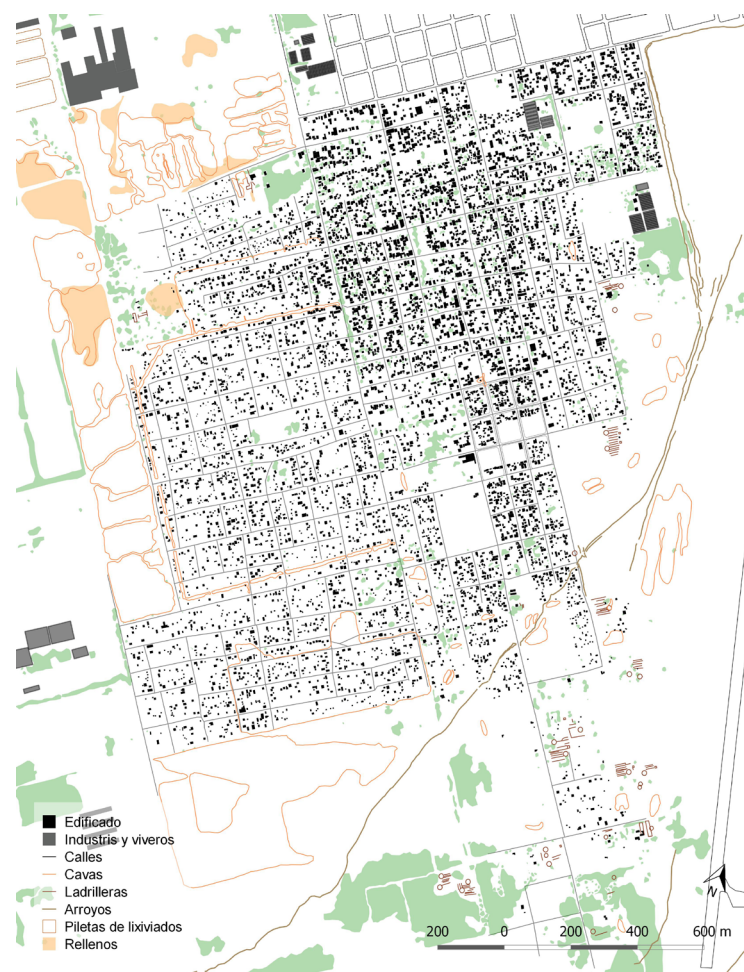 Edificado
Industris y viveros
Calles
Cavas
Ladrilleras
Arroyos
Piletas de lixiviados
Rellenos
N
200 0 200 400 600 m